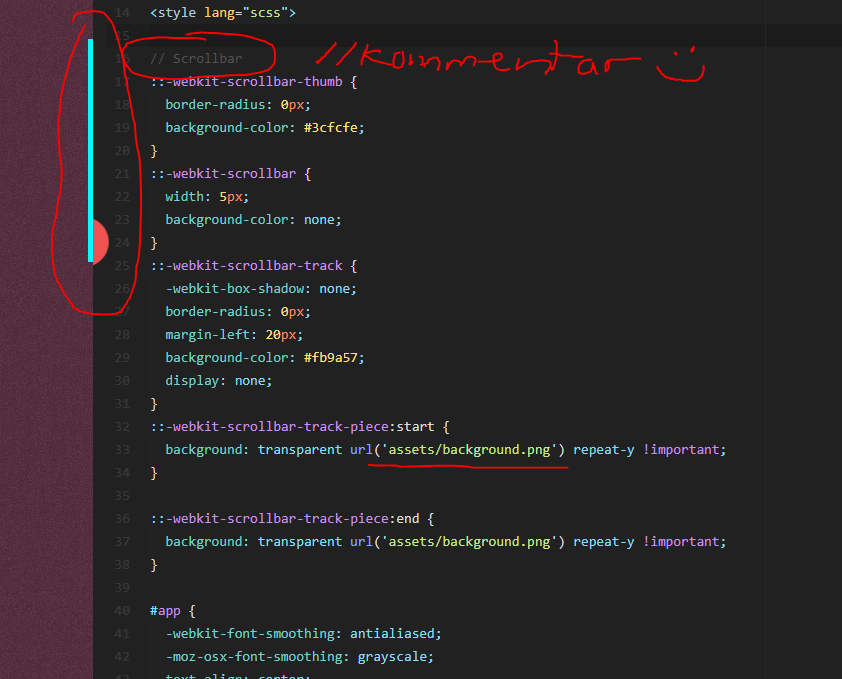 14 <style lang="scss">
15
16 // Scrollbar //Kommentar :)
17 ::-webkit-scrollbar-thumb {
18 border-radius: 0px;
19 background-color: #3cfcfe;
20 }
21 ::-webkit-scrollbar {
22 width: 5px;
23 background-color: none;
24 }
25 ::-webkit-scrollbar-track {
26 -webkit-box-shadow: none;
27 border-radius: 0px;
28 margin-left: 20px;
29 background-color: #fb9a57;
30 display: none;
31 }
32 ::-webkit-scrollbar-track-piece:start {
33 background: transparent url('assets/background.png') repeat-y !important;
34 }
35
36 ::-webkit-scrollbar-track-piece:end {
37 background: transparent url('assets/background.png') repeat-y !important;
38 }
39
40 #app {
41 -webkit-font-smoothing: antialiased;
42 -moz-osx-font-smoothing: grayscale;
43 text-align: center;